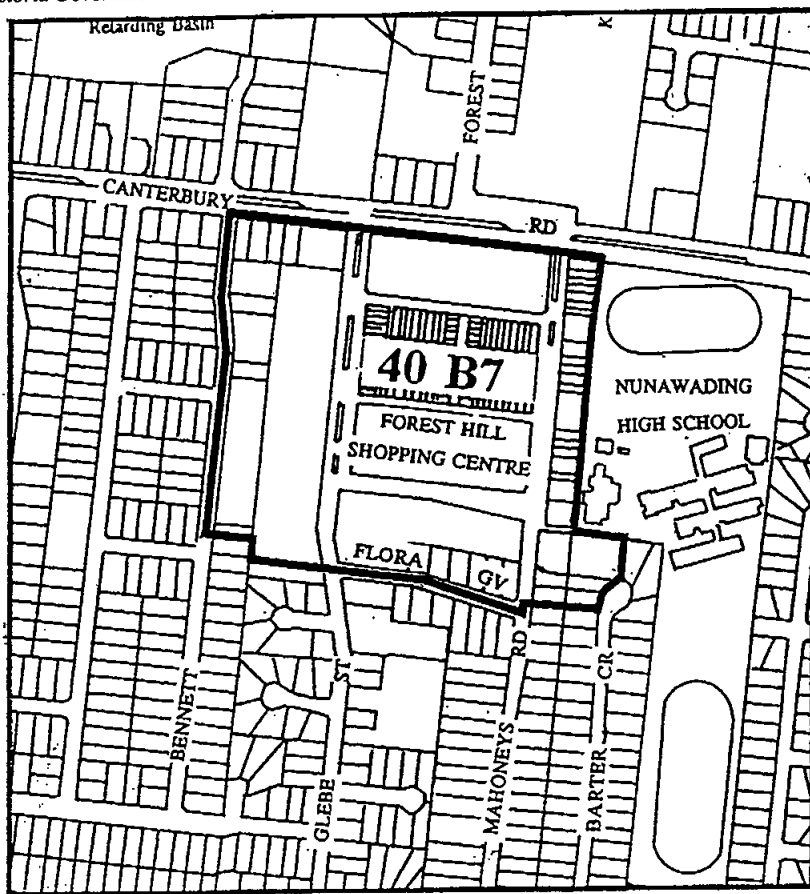 Retarding Basin
K
FOREST
CANTERBURY
RD
40 B7
NUNAWADING
HIGH SCHOOL
FOREST HILL
SHOPPING CENTRE
FLORA
GV
RD
ST
CR
BENNETT
GLEBE
MAHONEYS
BARTER